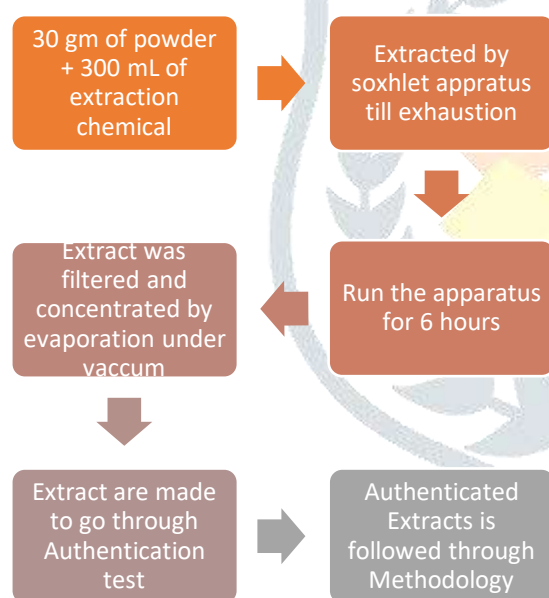 30 gm of powder
+ 300 mL of
extraction
chemical
Extracted by
soxhlet appratus
till exhaustion
Run the apparatus
for 6 hours
Extract was
filtered and
concentrated by
evaporation under
vaccum
Extract are made
to go through
Authentication
test
Authenticated
Extracts is
followed through
Methodology